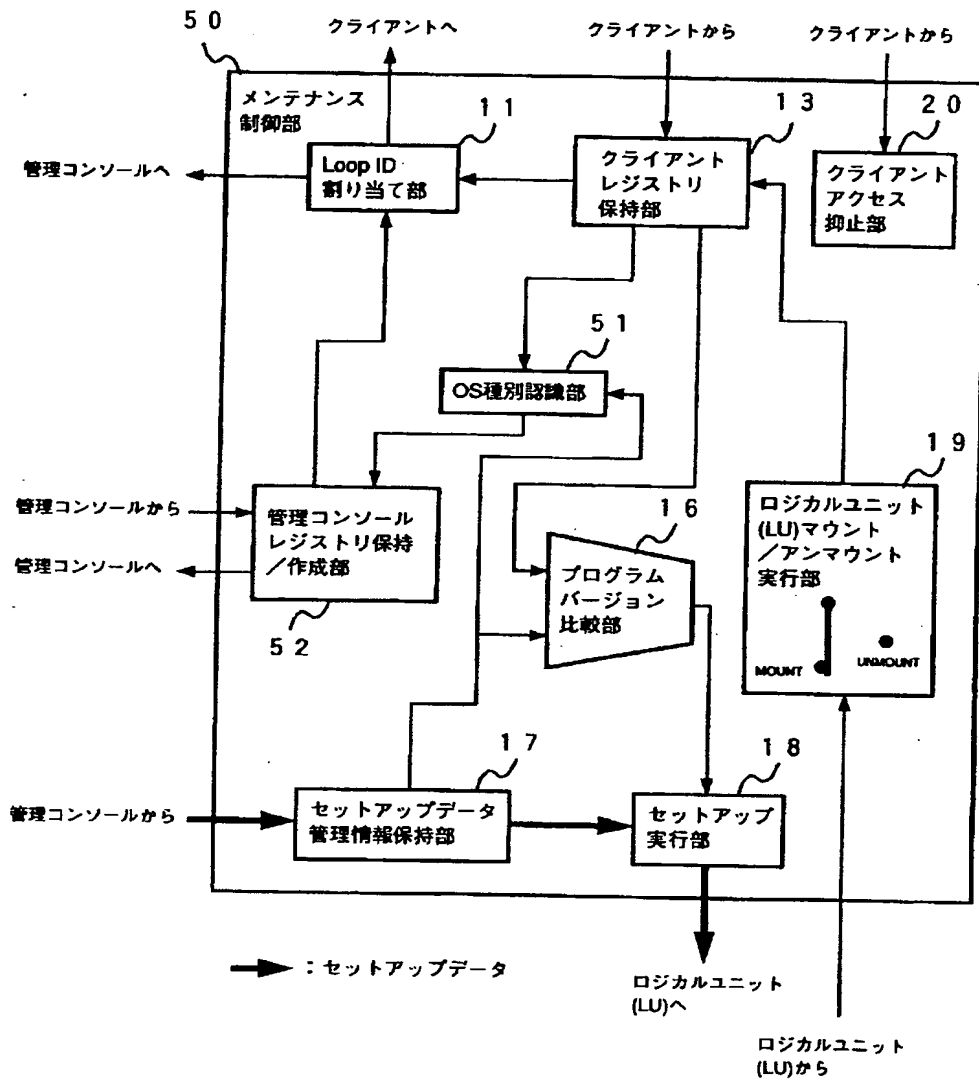 50
クライアントへ
クライアントから
クライアントから
メンテナンス
制御部
11
13
20
管理コンソールへ
Loop ID
割り当て部
クライアント
レジストリ
保持部
クライアント
アクセス
抑止部
51
OS種別認識部
19
管理コンソールから
管理コンソールへ
管理コンソール
レジストリ保持
/作成部
52
16
プログラム
バージョン
比較部
ロジカルユニット
(LU)マウント
/アンマウント
実行部
MOUNT
UNMOUNT
17
18
管理コンソールから
セットアップデータ
管理情報保持部
セットアップ
実行部
:セットアップデータ
ロジカルユニット
(LU)へ
ロジカルユニット
(LU)から